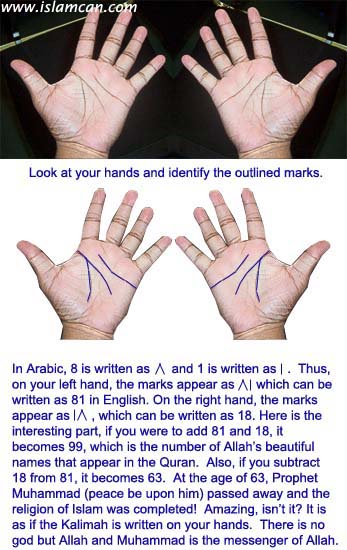 www.islamcan.com
Look at your hands and identify the outlined marks.
In Arabic, 8 is written as ٨ and 1 is written as ١ . Thus,
on your left hand, the marks appear as ٨١ which can be
written as 81 in English. On the right hand, the marks
appear as ١٨ , which can be written as 18. Here is the
interesting part, if you were to add 81 and 18, it
becomes 99, which is the number of Allah's beautiful
names that appear in the Quran.  Also, if you subtract
18 from 81, it becomes 63.  At the age of 63, Prophet
Muhammad (peace be upon him) passed away and the
religion of Islam was completed!  Amazing, isn't it? It is
as if the Kalimah is written on your hands.  There is no
god but Allah and Muhammad is the messenger of Allah.